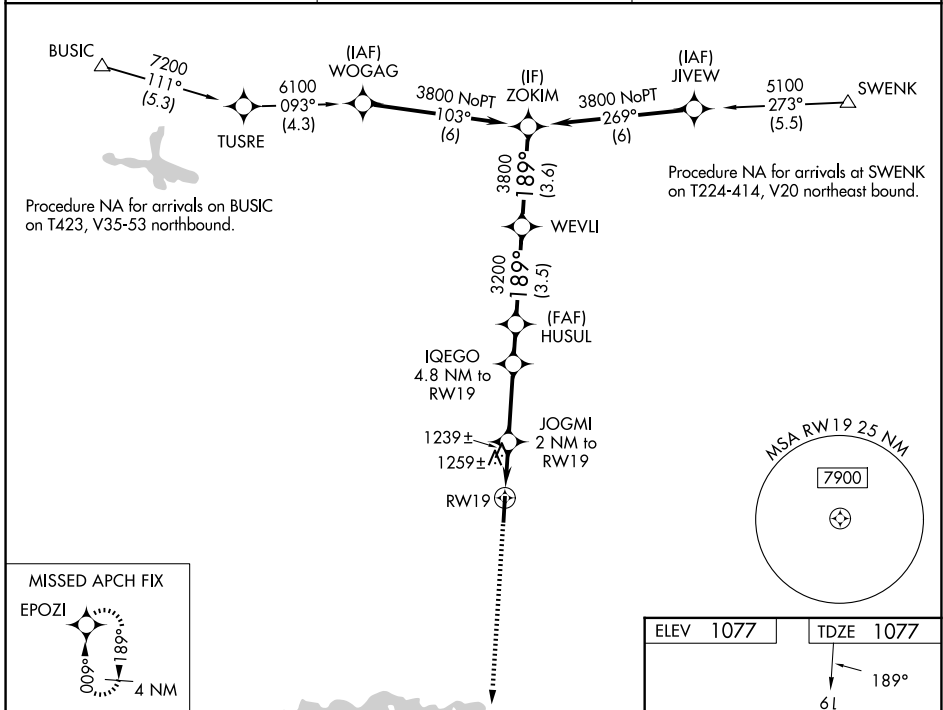 BUSIC
7200
111°
(5.3)
TUSRE
6100
093°
(4.3)
(IAF)
WOGAG
3800 NoPT
103°
(6)
(IF)
ZOKIM
3800 NoPT
269°
(6)
(IAF)
JIVEW
5100
273°
(5.5)
SWENK
Procedure NA for arrivals on BUSIC
on T423, V35-53 northbound.
Procedure NA for arrivals at SWENK
on T224-414, V20 northeast bound.
3800
189°
(3.6)
WEVLI
3200
189°
(3.5)
(FAF)
HUSUL
IQEGO
4.8 NM to
RW19
JOGMI
2 NM to
RW19
1239±
1259±
RW19
MSA RW19 25 NM
7900
MISSED APCH FIX
EPOZI
009°
189°
4 NM
ELEV 1077
TDZE 1077
189°
19